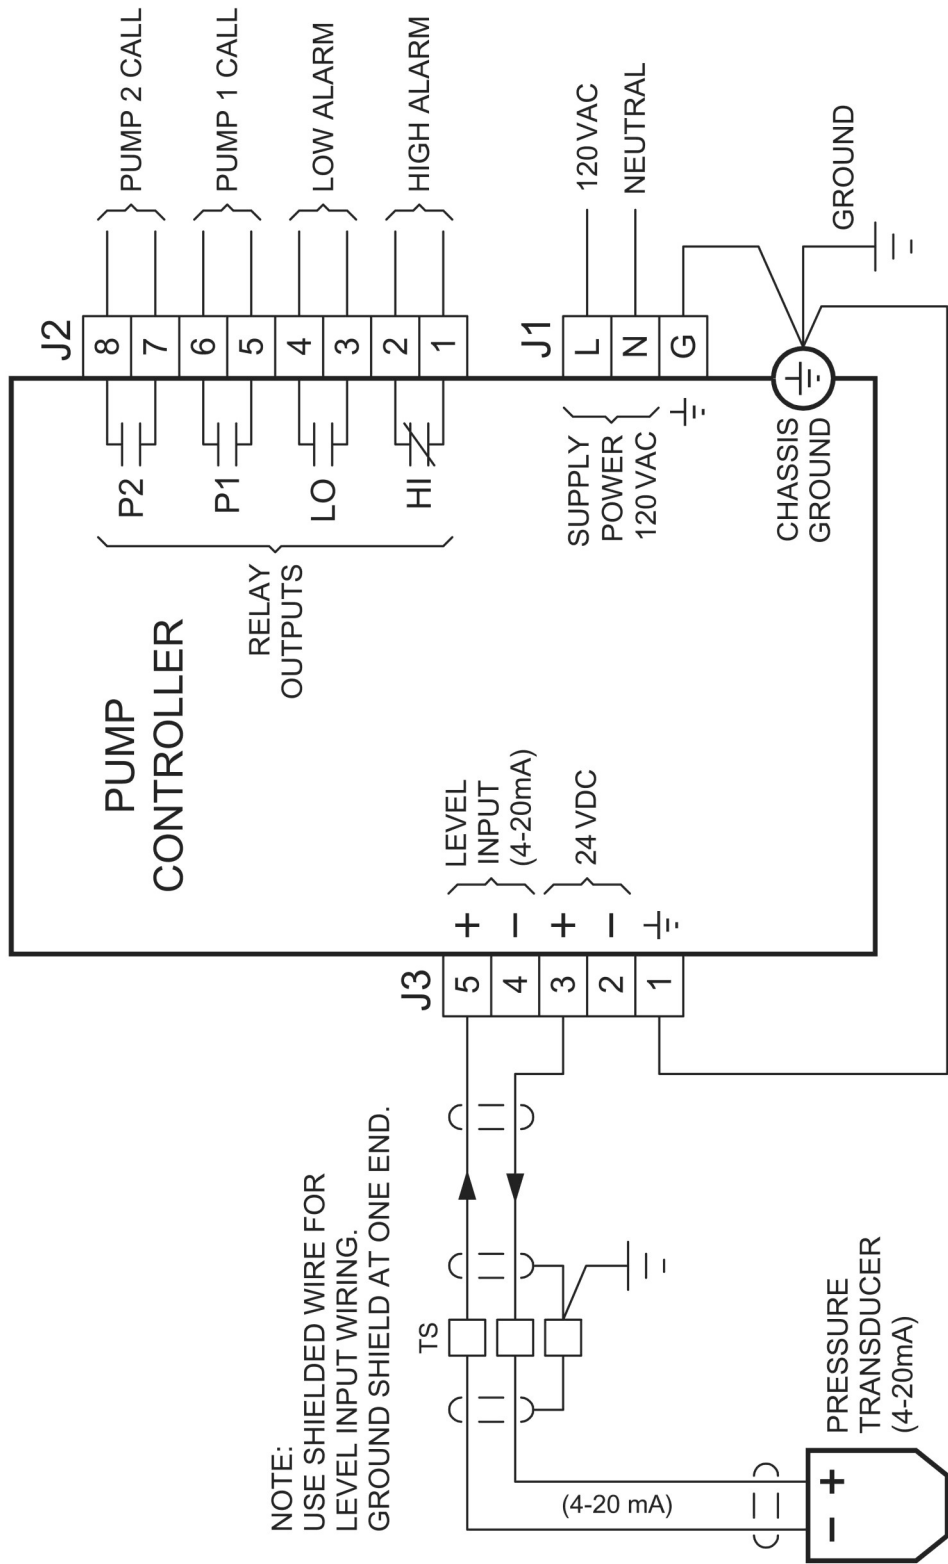 NOTE:
USE SHIELDED WIRE FOR
LEVEL INPUT WIRING.
GROUND SHIELD AT ONE END.
TS
(4-20 mA)
− +
PRESSURE
TRANSDUCER
(4-20mA)
J3
5
4
3
2
1
+
−
+
−
LEVEL
INPUT
(4-20mA)
24 VDC
PUMP
CONTROLLER
RELAY
OUTPUTS
P2
P1
LO
HI
J2
8
7
6
5
4
3
2
1
PUMP 2 CALL
PUMP 1 CALL
LOW ALARM
HIGH ALARM
SUPPLY
POWER
120 VAC
J1
L
N
G
120 VAC
NEUTRAL
CHASSIS
GROUND
GROUND